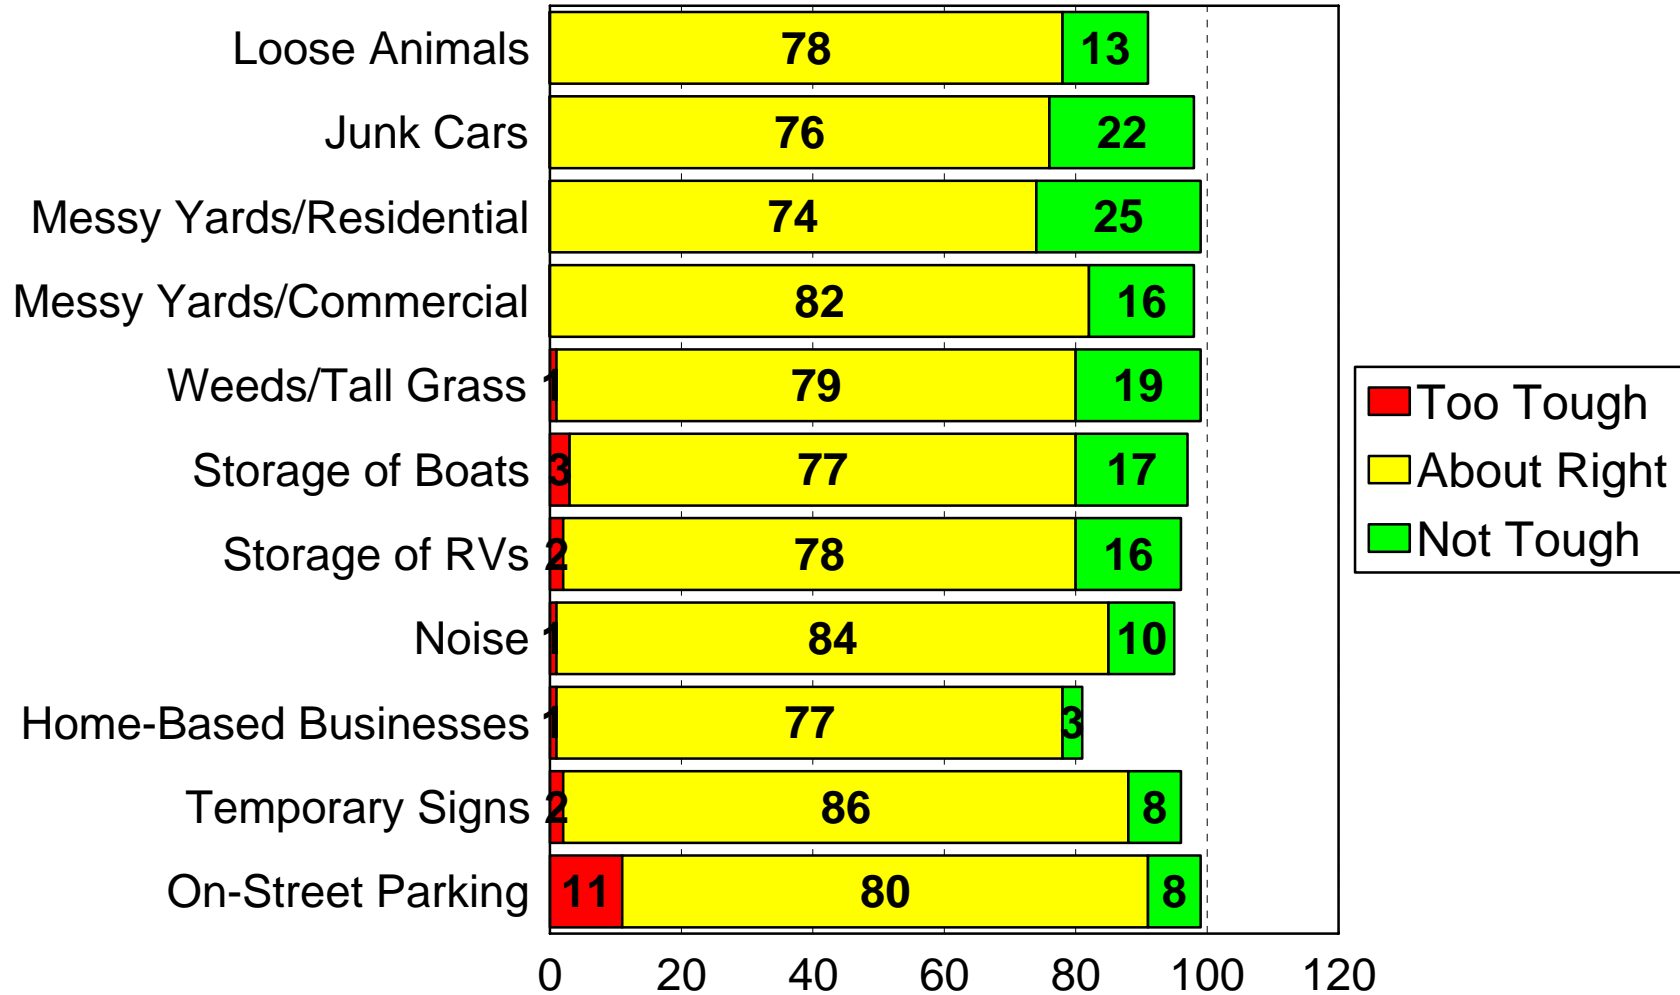 Loose Animals 78 13
Junk Cars 76 22
Messy Yards/Residential 74 25
Messy Yards/Commercial 82 16
Weeds/Tall Grass 1 79 19
Storage of Boats 3 77 17
Storage of RVs 2 78 16
Noise 1 84 10
Home-Based Businesses 1 77 3
Temporary Signs 2 86 8
On-Street Parking 11 80 8
0 20 40 60 80 100 120
Too Tough
About Right
Not Tough